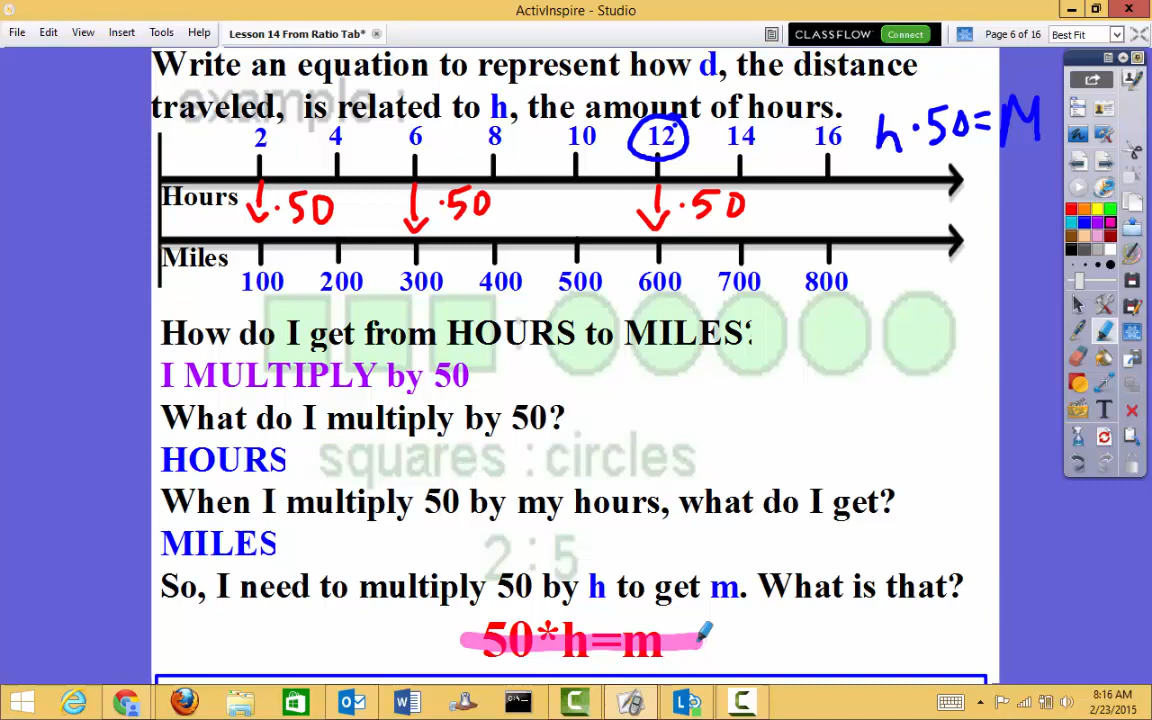 ActivInspire - Studio
File Edit View Insert Tools Help Lesson 14 From Ratio Tab* CLASSFLOW Connect Page 6 of 16 Best Fit
Write an equation to represent how d, the distance
traveled, is related to h, the amount of hours.
example :
h·50=M
2 4 6 8 10 12 14 16
Hours ·50 ·50 ·50
Miles
100 200 300 400 500 600 700 800
How do I get from HOURS to MILES?
I MULTIPLY by 50
What do I multiply by 50?
HOURS
squares : circles
When I multiply 50 by my hours, what do I get?
MILES
2 : 5
So, I need to multiply 50 by h to get m. What is that?
50*h=m
8:16 AM
2/23/2015